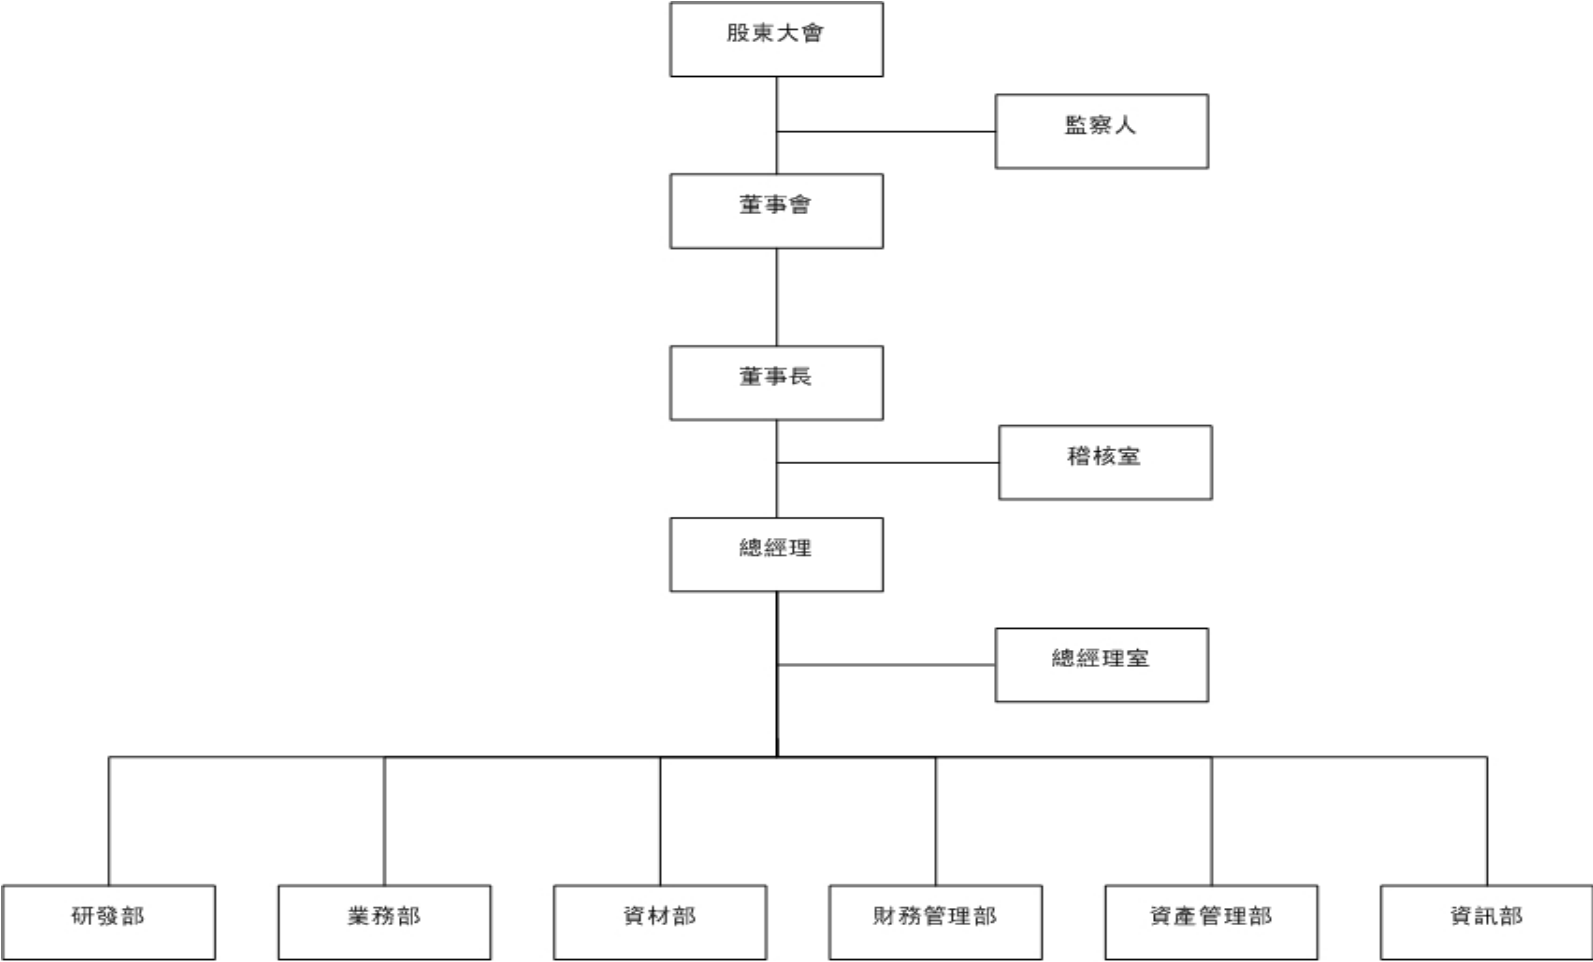 股東大會
監察人
董事會
董事長
稽核室
總經理
總經理室
研發部
業務部
資材部
財務管理部
資產管理部
資訊部